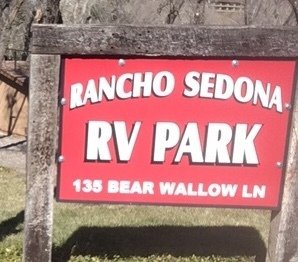 RANCHO SEDONA
RV PARK
135 BEAR WALLOW LN